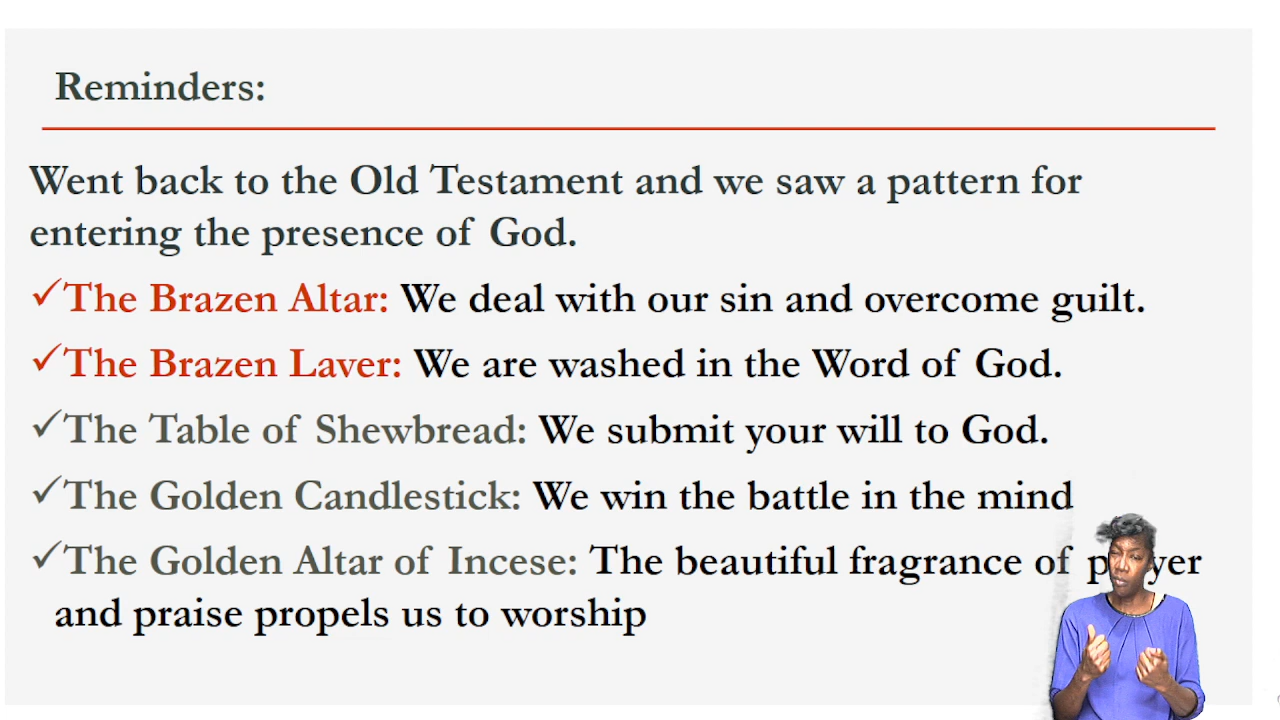 Reminders:
Went back to the Old Testament and we saw a pattern for
entering the presence of God.
✓The Brazen Altar: We deal with our sin and overcome guilt.
✓The Brazen Laver: We are washed in the Word of God.
✓The Table of Shewbread: We submit your will to God.
✓The Golden Candlestick: We win the battle in the mind
✓The Golden Altar of Incese: The beautiful fragrance of prayer
and praise propels us to worship